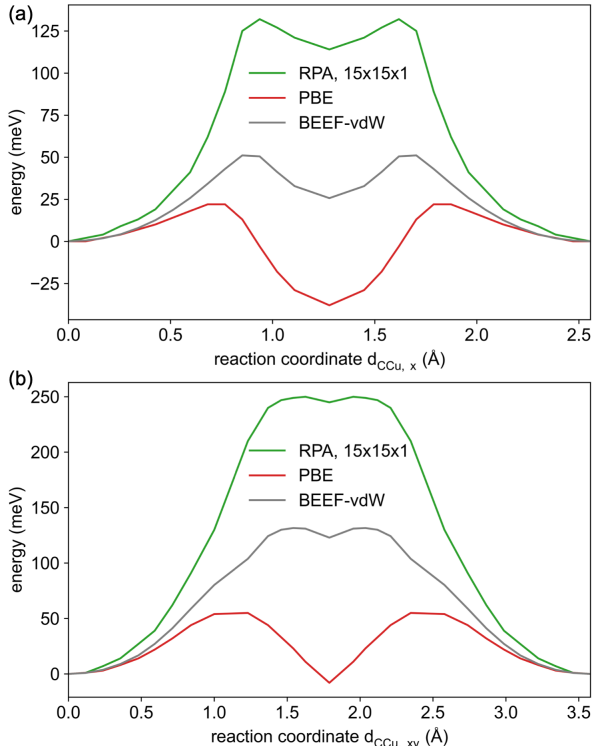 (a)
125
100
75
50
25
0
−25
energy (meV)
RPA, 15x15x1
PBE
BEEF-vdW
0.0 0.5 1.0 1.5 2.0 2.5
reaction coordinate dCCu, x (Å)
(b)
250
200
150
100
50
0
energy (meV)
RPA, 15x15x1
PBE
BEEF-vdW
0.0 0.5 1.0 1.5 2.0 2.5 3.0 3.5
reaction coordinate dCCu, xy (Å)